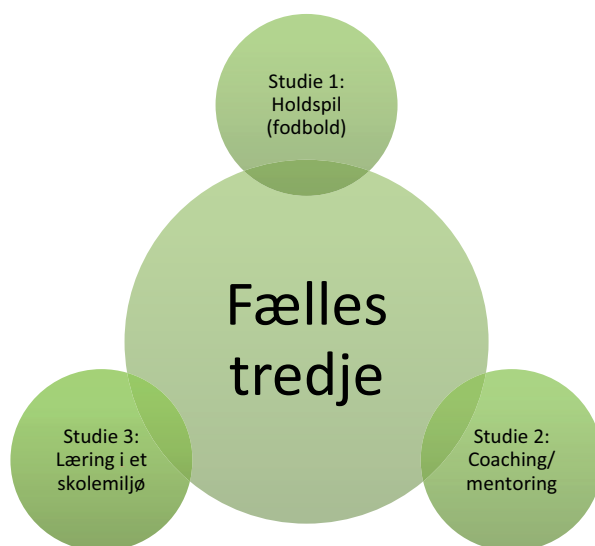 Studie 1:
Holdspil
(fodbold)
Fælles
tredje
Studie 3:
Læring i et
skolemiljø
Studie 2:
Coaching/
mentoring